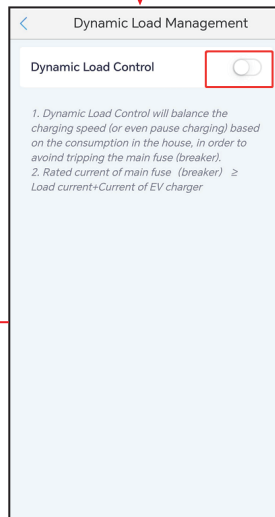 Dynamic Load Management
Dynamic Load Control
1. Dynamic Load Control will balance the
charging speed (or even pause charging) based
on the consumption in the house, in order to
avoind tripping the main fuse (breaker).
2. Rated current of main fuse（breaker） ≥
Load current+Current of EV charger